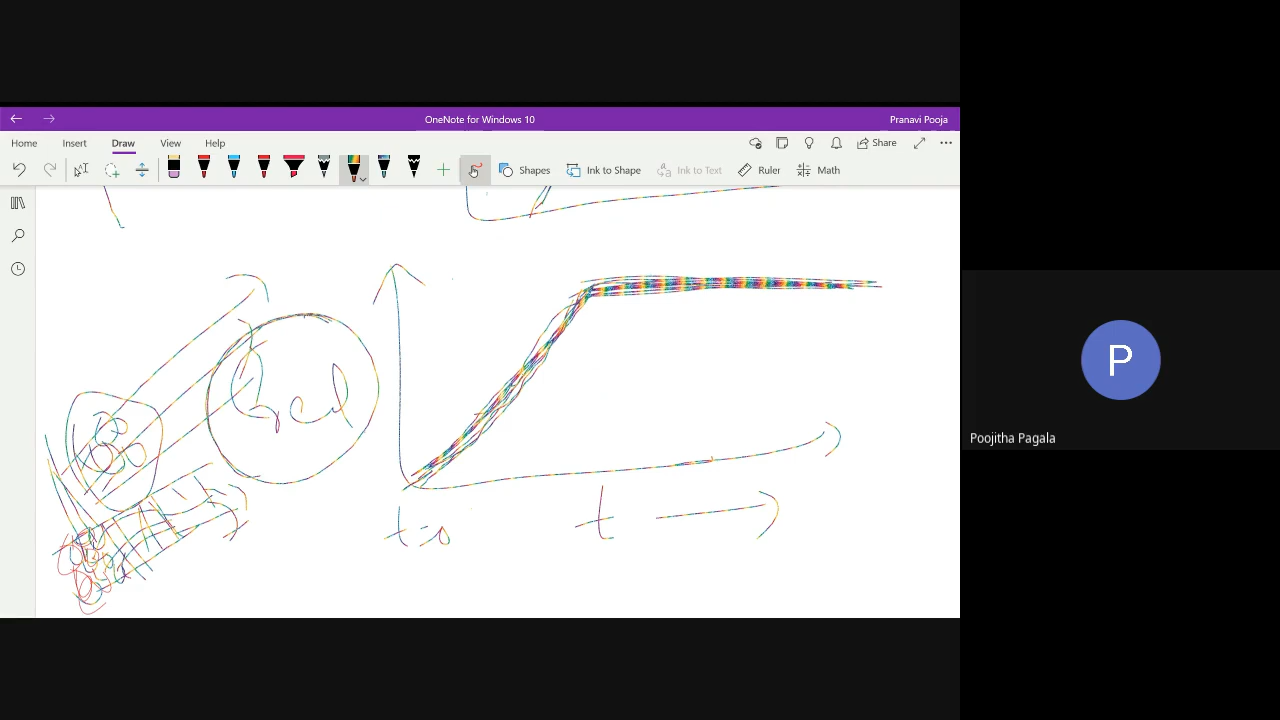 OneNote for Windows 10
Pranavi Pooja
Home Insert Draw View Help
Share
Shapes Ink to Shape Ink to Text Ruler Math
t=0
t
P
Poojitha Pagala